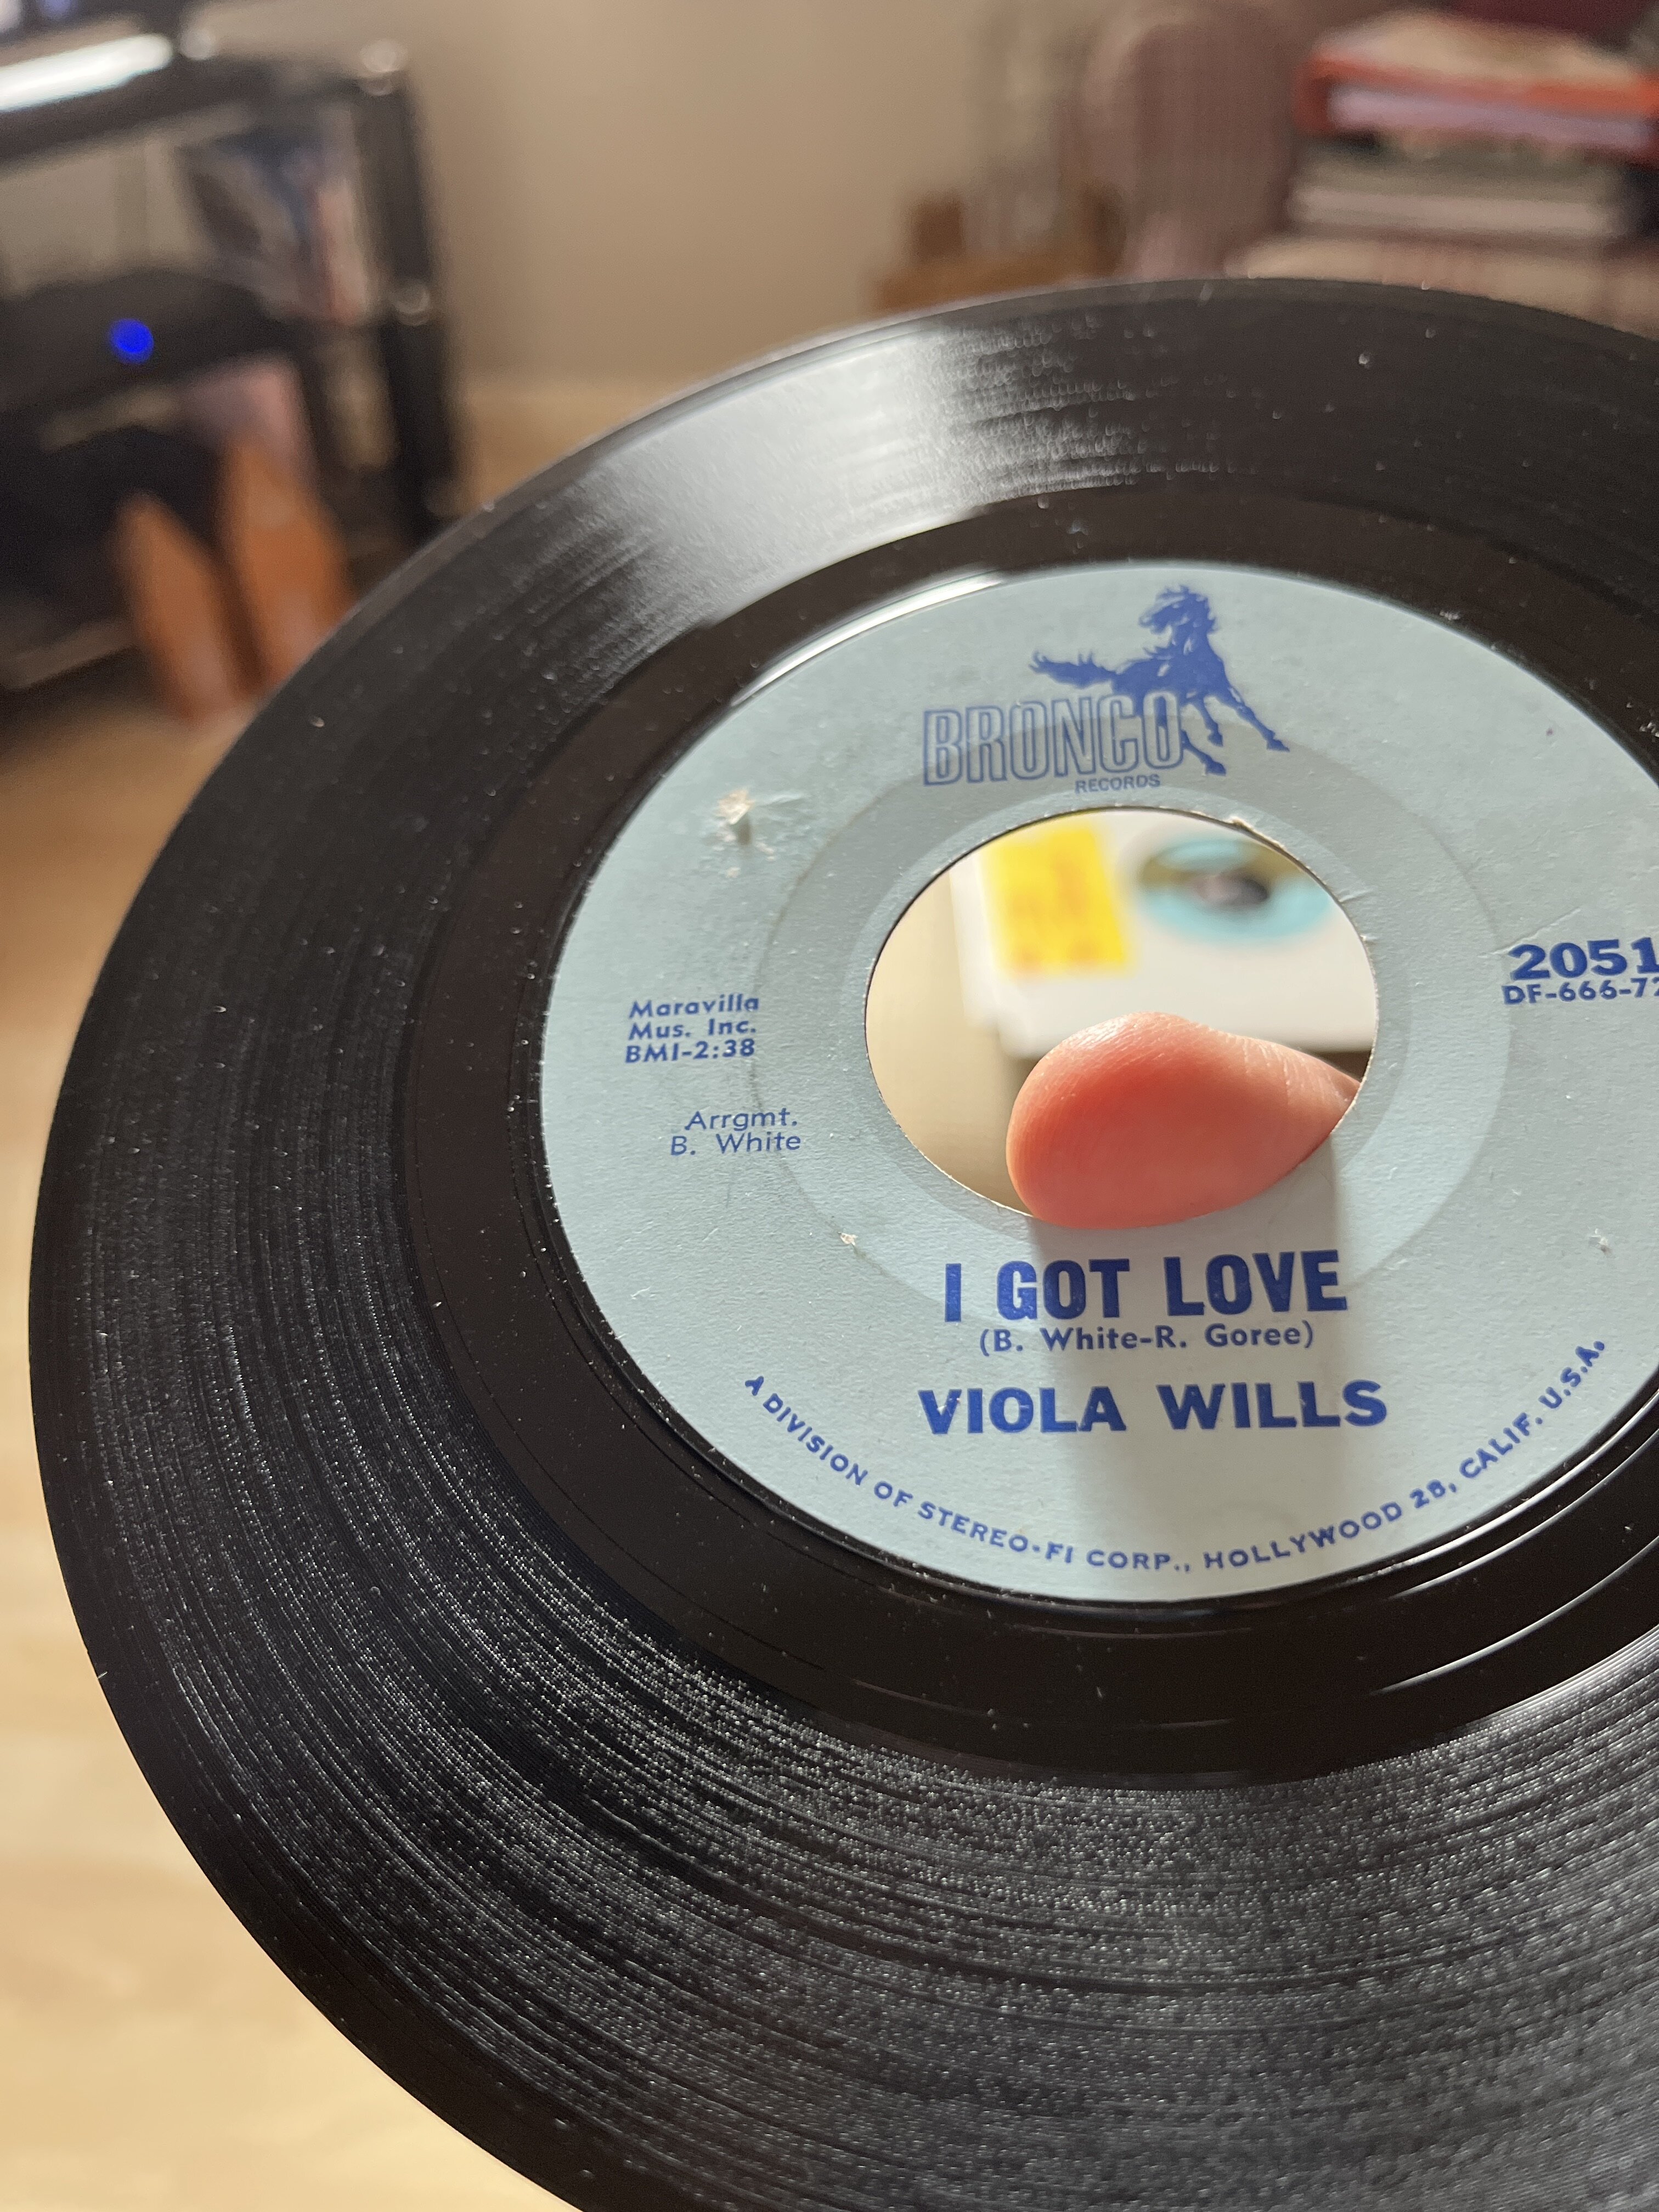 BRONCO
RECORDS
2051
DF-666-72
Maravilla
Mus. Inc.
BMI-2:38
Arrgmt.
B. White
I GOT LOVE
(B. White-R. Goree)
VIOLA WILLS
A DIVISION OF STEREO-FI CORP., HOLLYWOOD 28, CALIF. U.S.A.